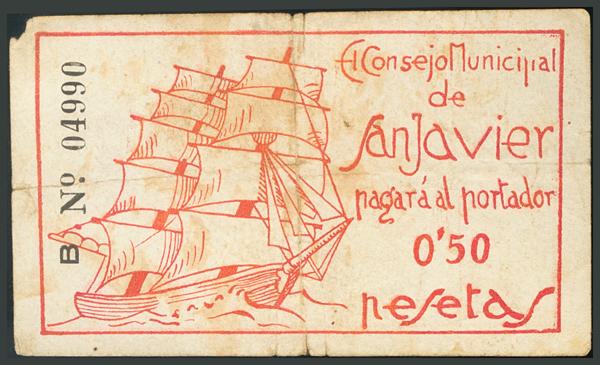 B Nº 04990
El Consejo Municipal
de
San Javier
pagará al portador
0'50
pesetas